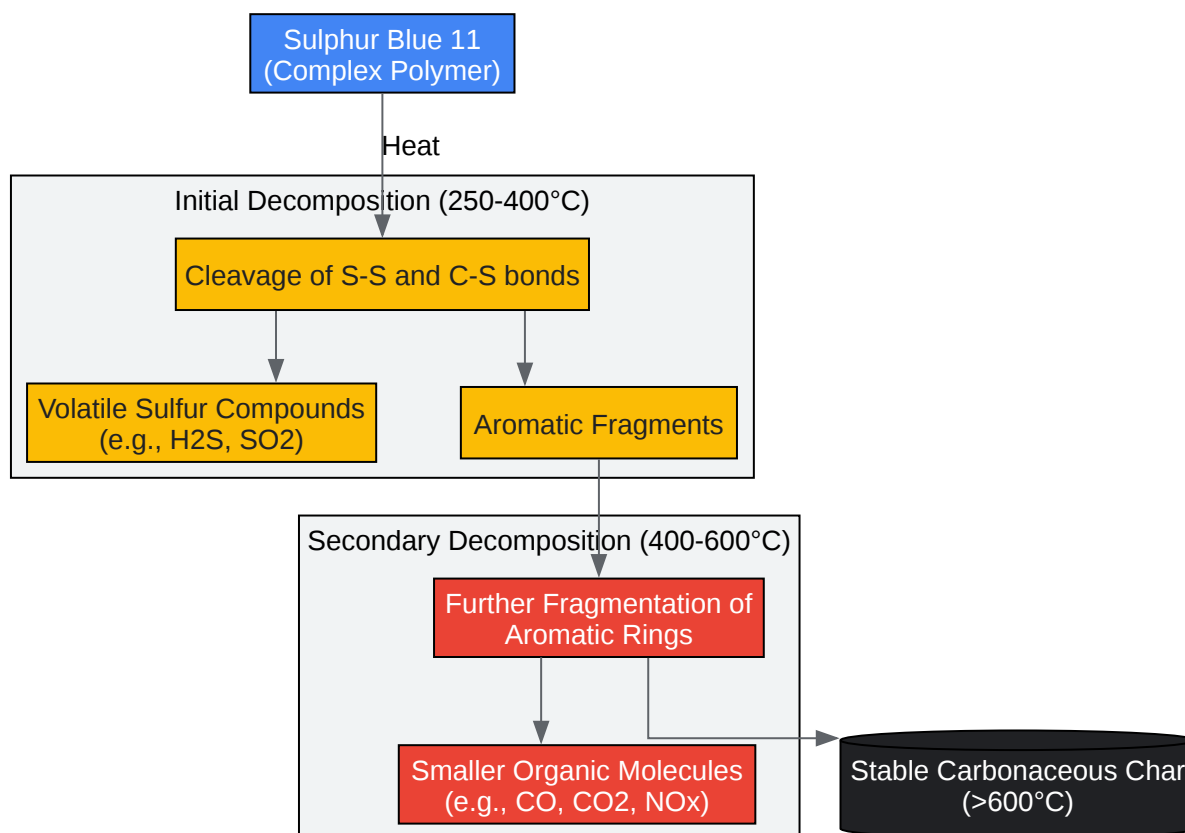 Sulphur Blue 11
(Complex Polymer)
Heat
Initial Decomposition (250-400°C)
Cleavage of S-S and C-S bonds
Volatile Sulfur Compounds
(e.g., H2S, SO2)
Aromatic Fragments
Secondary Decomposition (400-600°C)
Further Fragmentation of
Aromatic Rings
Smaller Organic Molecules
(e.g., CO, CO2, NOx)
Stable Carbonaceous Char
(>600°C)